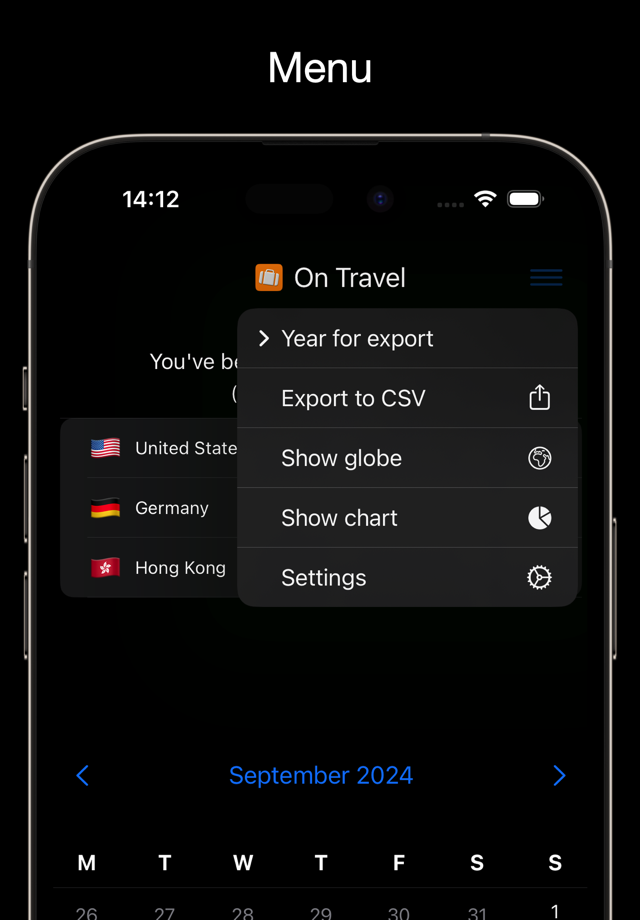 Menu
14:12
On Travel
Year for export
You've be
(
Export to CSV
United State
Show globe
Germany
Show chart
Hong Kong
Settings
September 2024
M T W T F S S
26 27 28 29 30 31 1